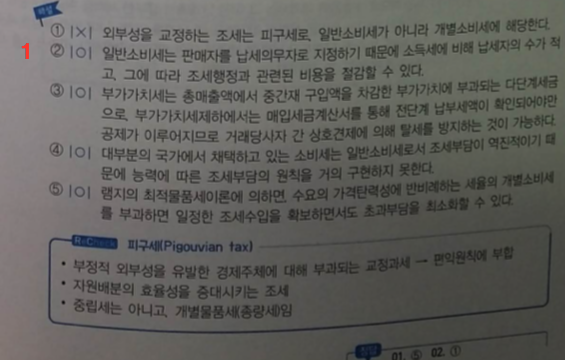 해설
1
① |×| 외부성을 교정하는 조세는 피구세로, 일반소비세가 아니라 개별소비세에 해당한다.
② |○| 일반소비세는 판매자를 납세의무자로 지정하기 때문에 소득세에 비해 납세자의 수가 적
고, 그에 따라 조세행정과 관련된 비용을 절감할 수 있다.
③ |○| 부가가치세는 총매출액에서 중간재 구입액을 차감한 부가가치에 부과되는 다단계세금
으로, 부가가치세제하에서는 매입세금계산서를 통해 전단계 납부세액이 확인되어야만
공제가 이루어지므로 거래당사자 간 상호견제에 의해 탈세를 방지하는 것이 가능하다.
④ |○| 대부분의 국가에서 채택하고 있는 소비세는 일반소비세로서 조세부담이 역진적이기 때
문에 능력에 따른 조세부담의 원칙을 거의 구현하지 못한다.
⑤ |○| 램지의 최적물품세이론에 의하면, 수요의 가격탄력성에 반비례하는 세율의 개별소비세
를 부과하면 일정한 조세수입을 확보하면서도 초과부담을 최소화할 수 있다.
ReCheck 피구세(Pigouvian tax)
• 부정적 외부성을 유발한 경제주체에 대해 부과되는 교정과세 → 편익원칙에 부합
• 자원배분의 효율성을 증대시키는 조세
• 중립세는 아니고, 개별물품세(종량세)임
정답 01. ⑤ 02. ①